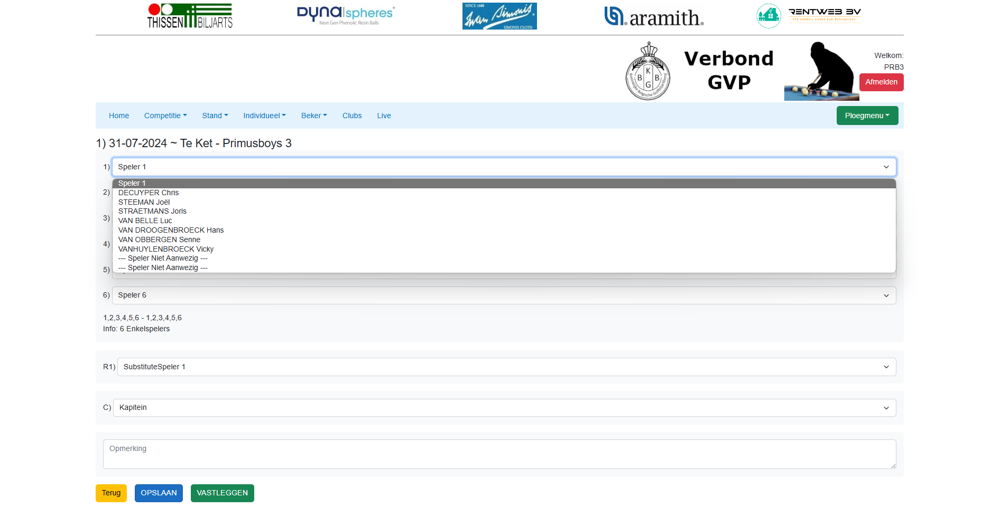 THISSEN BILJARTS
Dyna|spheres®
Next Gen Phenolic Resin Balls
SINCE 1680
Iwan Simonis®
SIMONIS CLOTH
aramith®
RENTWEB BV
FOR GARDEN, HOUSE AND TECHNOLOGY
K
B B
G
Koninklijke Belgische Golfbiljartbond
Verbond
GVP
Welkom:
PRB3
Afmelden
Home Competitie Stand Individueel Beker Clubs Live Ploegmenu
1) 31-07-2024 ~ Te Ket - Primusboys 3
1) Speler 1
Speler 1
2)
DECUYPER Chris
STEEMAN Joël
STRAETMANS Joris
3)
VAN BELLE Luc
VAN DROOGENBROECK Hans
VAN OBBERGEN Senne
4)
VANHUYLENBROECK Vicky
--- Speler Niet Aanwezig ---
--- Speler Niet Aanwezig ---
5)
6) Speler 6
1,2,3,4,5,6 - 1,2,3,4,5,6
Info: 6 Enkelspelers
R1) SubstituteSpeler 1
C) Kapitein
Opmerking
Terug OPSLAAN VASTLEGGEN